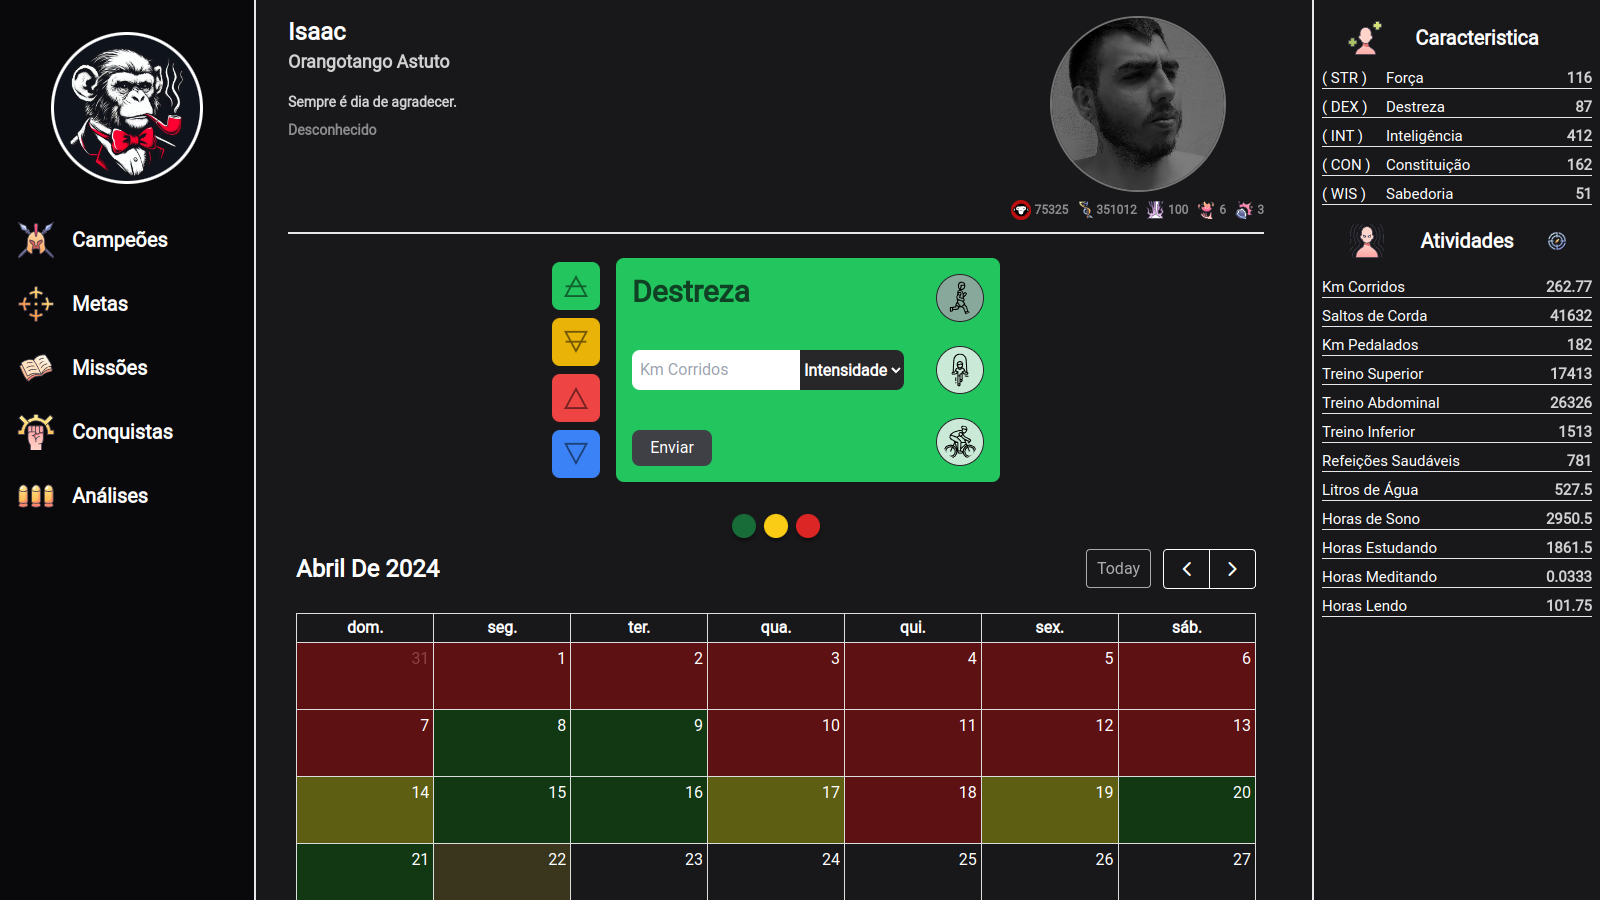 Campeões
Metas
Missões
Conquistas
Análises
Isaac
Orangotango Astuto
Sempre é dia de agradecer.
Desconhecido
75325 351012 100 6 3
Destreza
Km Corridos Intensidade
Enviar
Abril De 2024
Today
dom. seg. ter. qua. qui. sex. sáb.
31 1 2 3 4 5 6
7 8 9 10 11 12 13
14 15 16 17 18 19 20
21 22 23 24 25 26 27
Caracteristica
( STR ) Força 116
( DEX ) Destreza 87
( INT ) Inteligência 412
( CON ) Constituição 162
( WIS ) Sabedoria 51
Atividades
Km Corridos 262.77
Saltos de Corda 41632
Km Pedalados 182
Treino Superior 17413
Treino Abdominal 26326
Treino Inferior 1513
Refeições Saudáveis 781
Litros de Água 527.5
Horas de Sono 2950.5
Horas Estudando 1861.5
Horas Meditando 0.0333
Horas Lendo 101.75